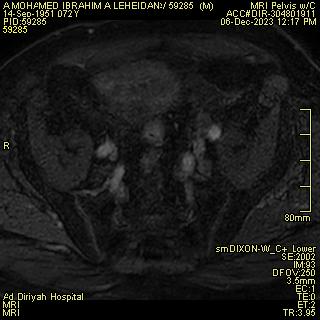 A MOHAMED IBRAHIM A LEHEIDAN:/ 59285 (M)
14-Sep-1951 072Y
PID:59285
59285
MRI Pelvis w/C
ACC#DIR-304801911
06-Dec-2023 12:17 PM
R
80mm
smDIXON-W_C+ Lower
SE:2002
IM:93
DFOV:250
3.5mm
EC:1
TE:0
ET:2
TR:3.95
Ad Diriyah Hospital
MRI
MRI